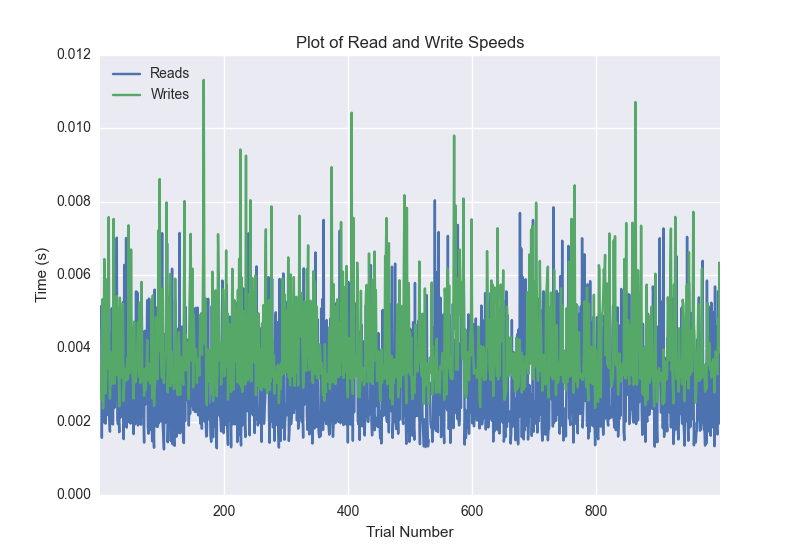 Plot of Read and Write Speeds
0.012
Reads
Writes
0.010
0.008
0.006
Time (s)
0.004
0.002
0.000
200 400 600 800
Trial Number